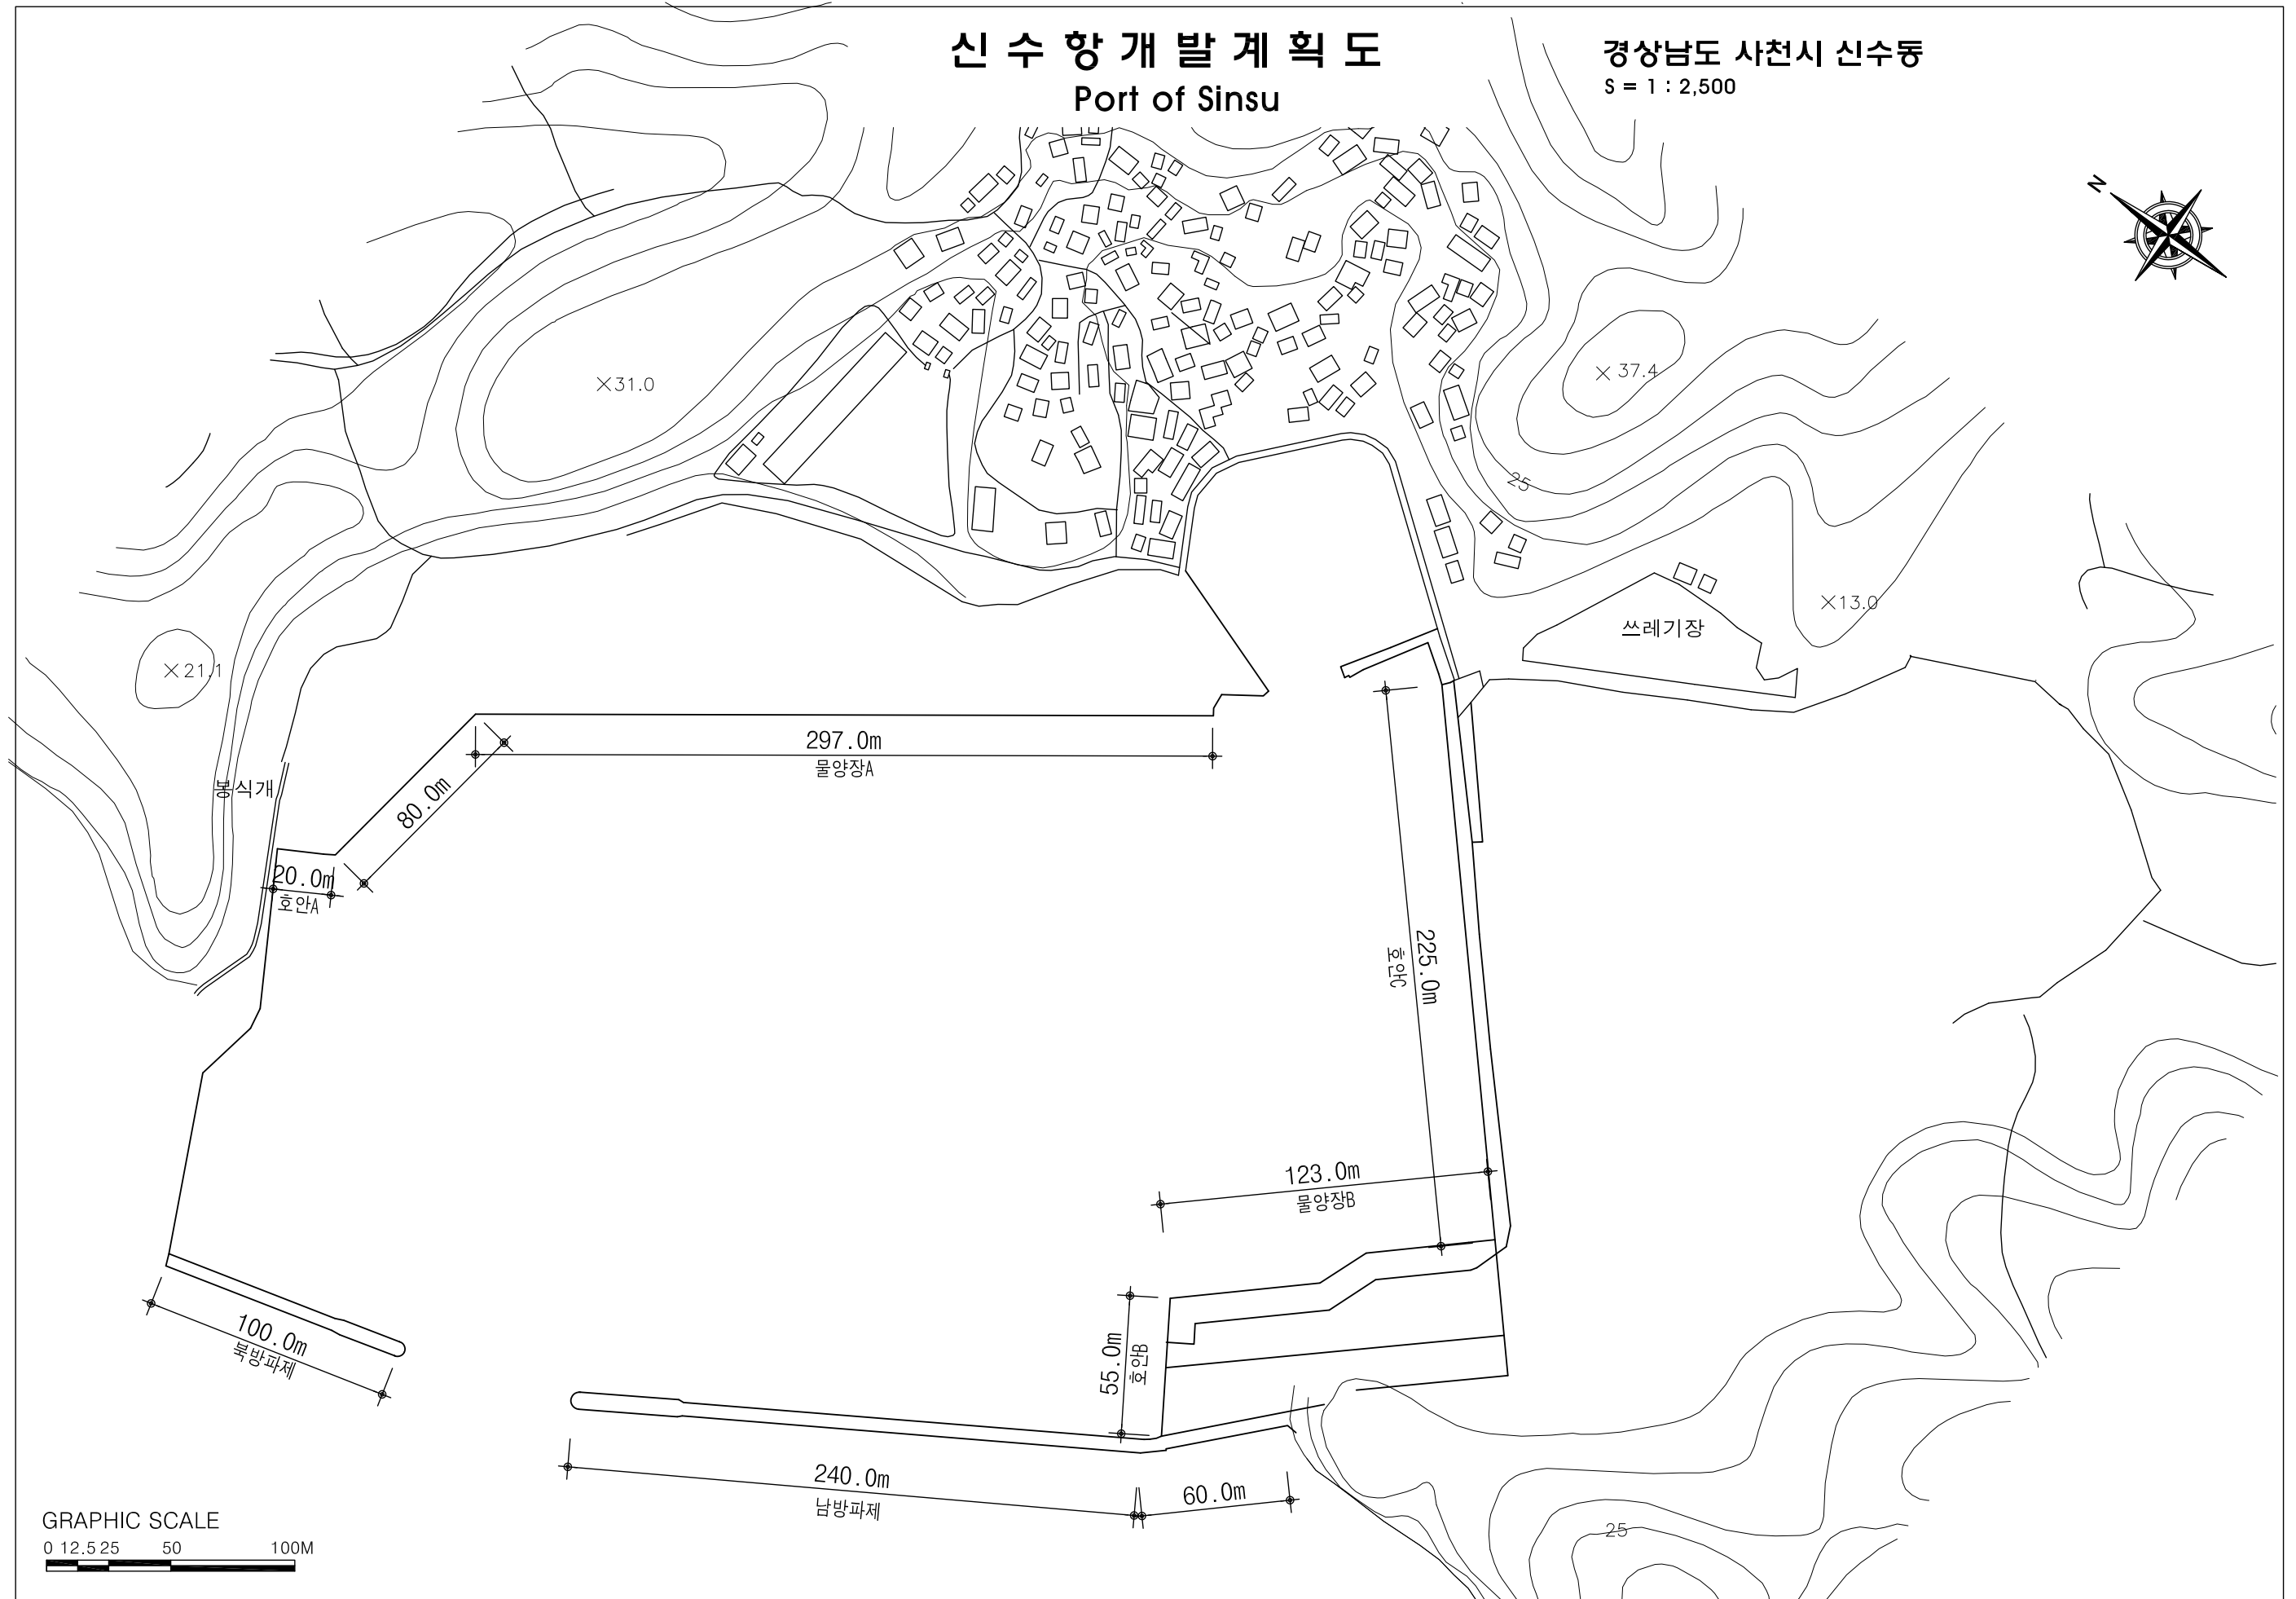 신수항개발계획도
Port of Sinsu
경상남도 사천시 신수동
S = 1 : 2,500
N
31.0
37.4
25
13.0
쓰레기장
21.1
봉식개
297.0m
물양장A
80.0m
20.0m
호안A
225.0m
호안C
123.0m
물양장B
55.0m
호안B
100.0m
북방파제
240.0m
남방파제
60.0m
25
GRAPHIC SCALE
0 12.5 25 50 100M